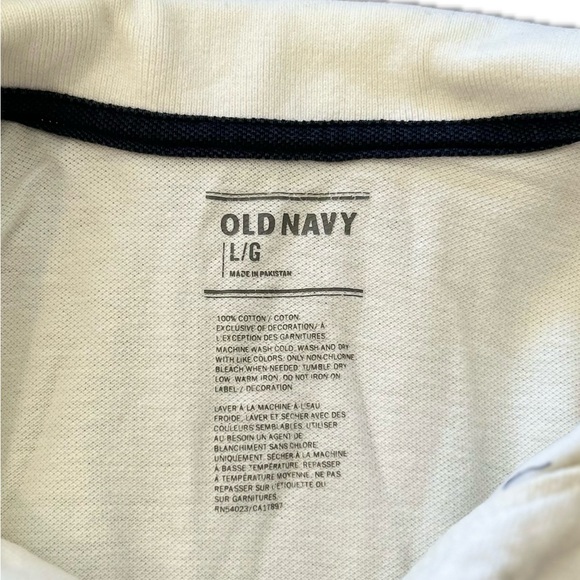 OLD NAVY
L/G
MADE IN PAKISTAN
100% COTTON / COTON
EXCLUSIVE OF DECORATION/ À
L'EXCEPTION DES GARNITURES
MACHINE WASH COLD, WASH AND DRY
WITH LIKE COLORS, ONLY NON-CHLORINE
BLEACH WHEN NEEDED. TUMBLE DRY
LOW. WARM IRON. DO NOT IRON ON
LABEL / DECORATION.
LAVER À LA MACHINE À L'EAU
FROIDE, LAVER ET SÉCHER AVEC DES
COULEURS SEMBLABLES, UTILISER
AU BESOIN UN AGENT DE
BLANCHIMENT SANS CHLORE
UNIQUEMENT. SÉCHER À LA MACHINE
À BASSE TEMPÉRATURE. REPASSER
À TEMPÉRATURE MOYENNE. NE PAS
REPASSER SUR L'ÉTIQUETTE OU
SUR GARNITURES.
RN54023/CA17897